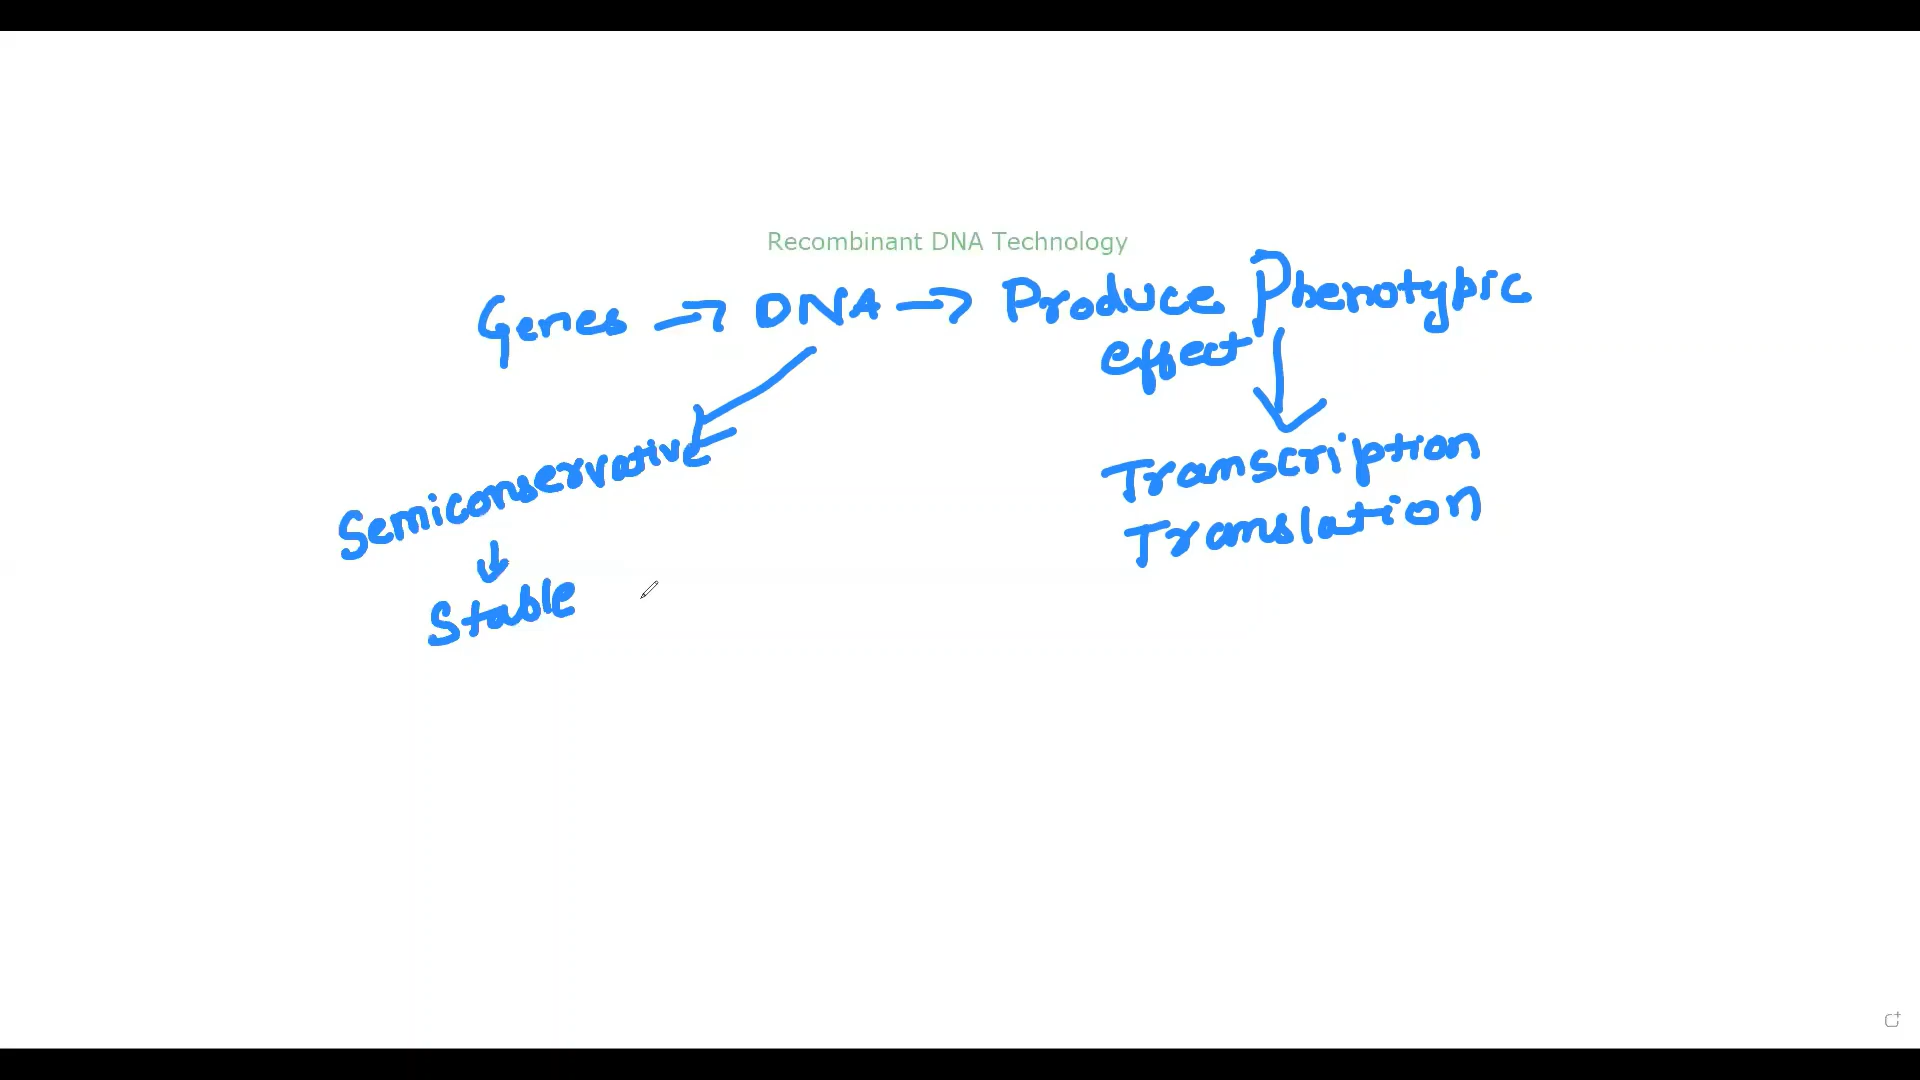 Recombinant DNA Technology
Genes → DNA → Produce Phenotypic
effect
Semiconservative
Stable
Transcription
Translation